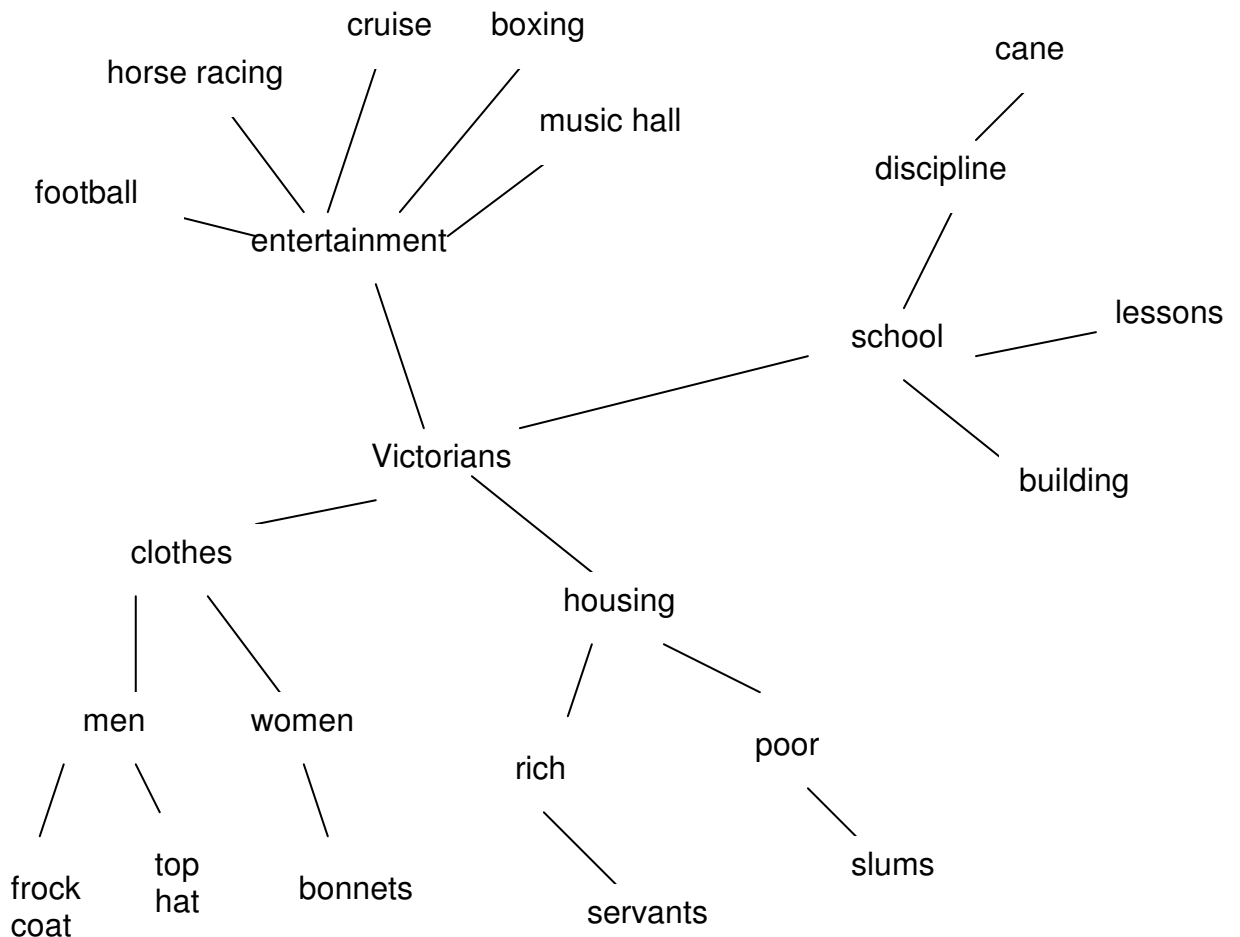 cruise
boxing
cane
horse racing
music hall
discipline
football
entertainment
lessons
school
Victorians
building
clothes
housing
men
women
poor
rich
top
hat
slums
frock
coat
bonnets
servants